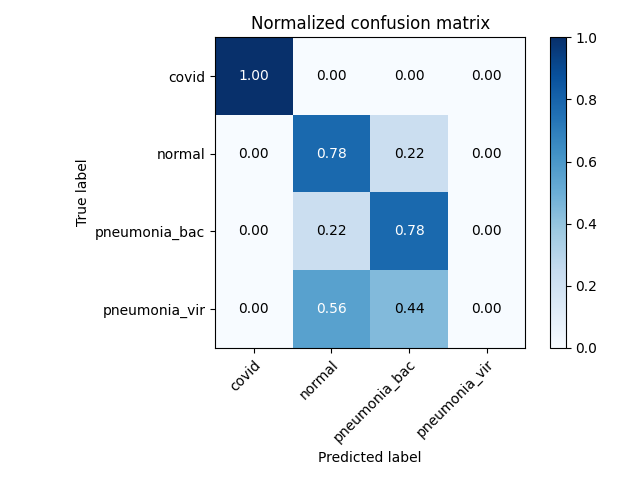 Normalized confusion matrix
True label
covid 1.00 0.00 0.00 0.00
normal 0.00 0.78 0.22 0.00
pneumonia_bac 0.00 0.22 0.78 0.00
pneumonia_vir 0.00 0.56 0.44 0.00
covid normal pneumonia_bac pneumonia_vir
Predicted label
1.0
0.8
0.6
0.4
0.2
0.0